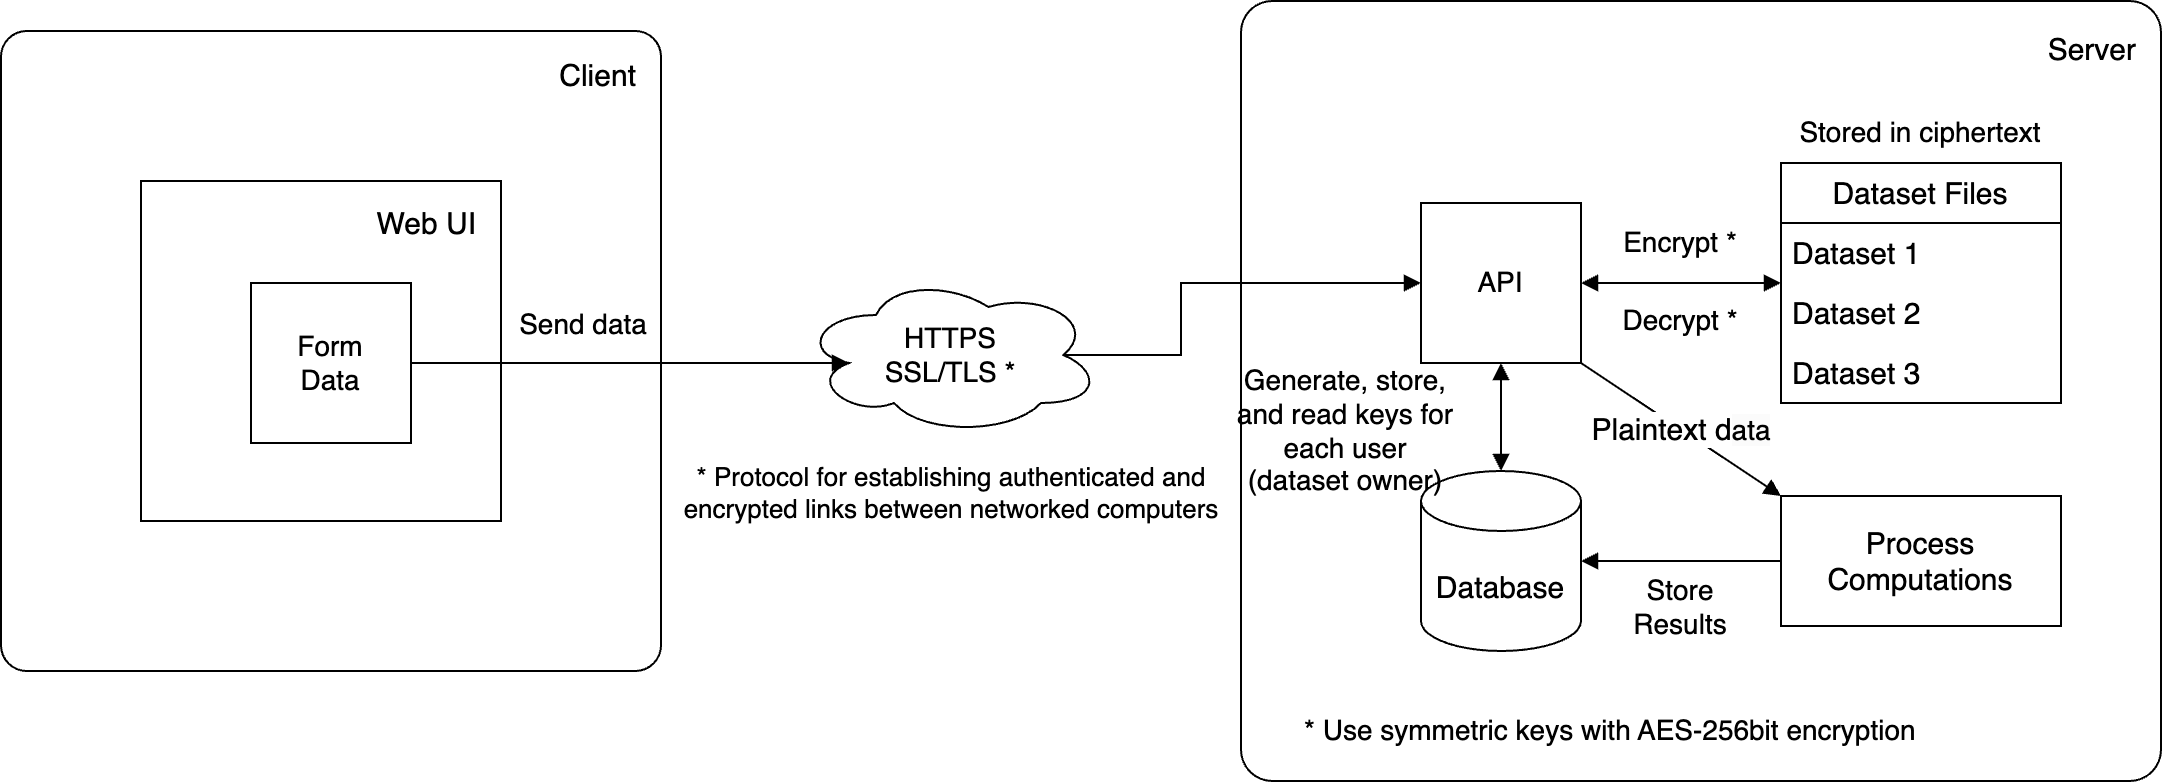 Client
Web UI
Form
Data
Send data
HTTPS
SSL/TLS *
* Protocol for establishing authenticated and
encrypted links between networked computers
Server
Stored in ciphertext
Dataset Files
Dataset 1
Dataset 2
Dataset 3
API
Encrypt *
Decrypt *
Generate, store,
and read keys for
each user
(dataset owner)
Plaintext data
Database
Process
Computations
Store
Results
* Use symmetric keys with AES-256bit encryption